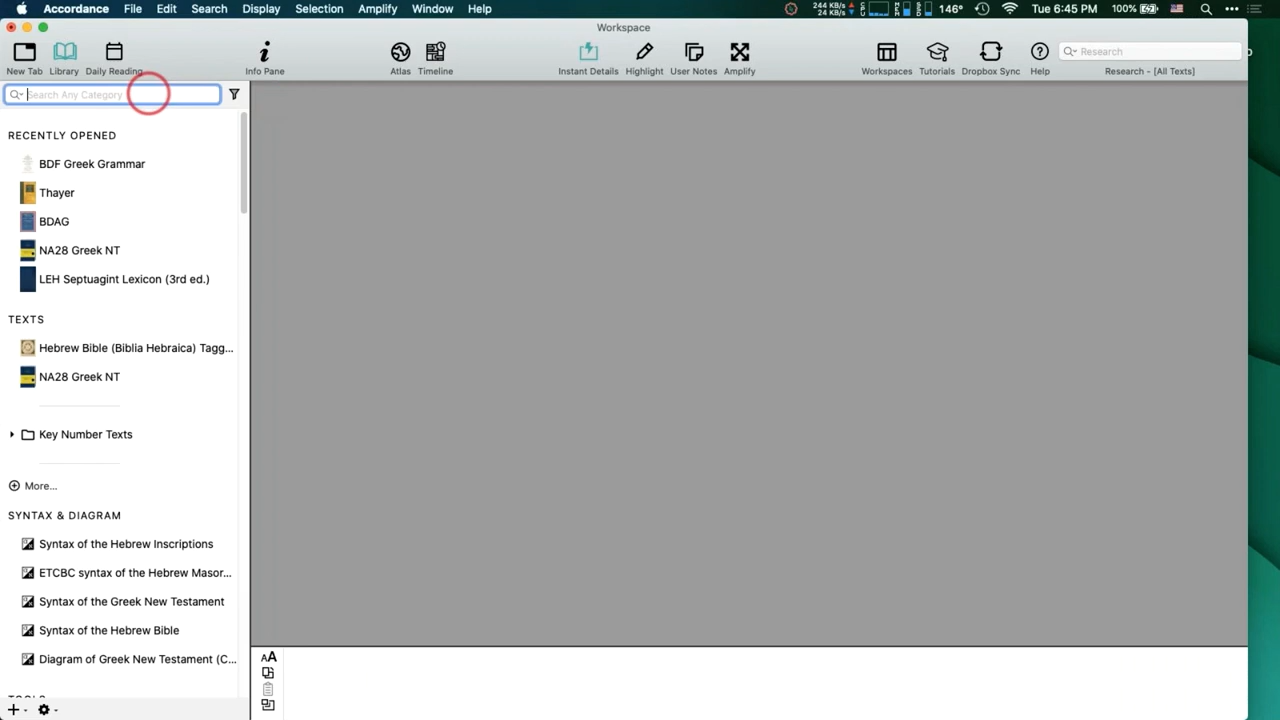 Accordance File Edit Search Display Selection Amplify Window Help 244 KB/s 24 KB/s 146° Tue 6:45 PM 100%
Workspace
New Tab Library Daily Reading Info Pane Atlas Timeline Instant Details Highlight User Notes Amplify Workspaces Tutorials Dropbox Sync Help Research
Research - [All Texts]
Search Any Category
RECENTLY OPENED
BDF Greek Grammar
Thayer
BDAG
NA28 Greek NT
LEH Septuagint Lexicon (3rd ed.)
TEXTS
Hebrew Bible (Biblia Hebraica) Tagg...
NA28 Greek NT
Key Number Texts
More...
SYNTAX & DIAGRAM
Syntax of the Hebrew Inscriptions
ETCBC syntax of the Hebrew Masor...
Syntax of the Greek New Testament
Syntax of the Hebrew Bible
Diagram of Greek New Testament (C...
AA